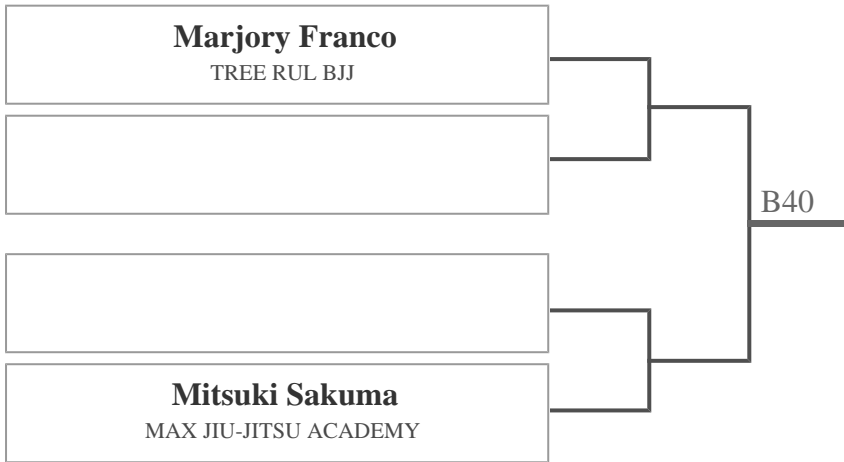 Marjory Franco
TREE RUL BJJ
B40
Mitsuki Sakuma
MAX JIU-JITSU ACADEMY